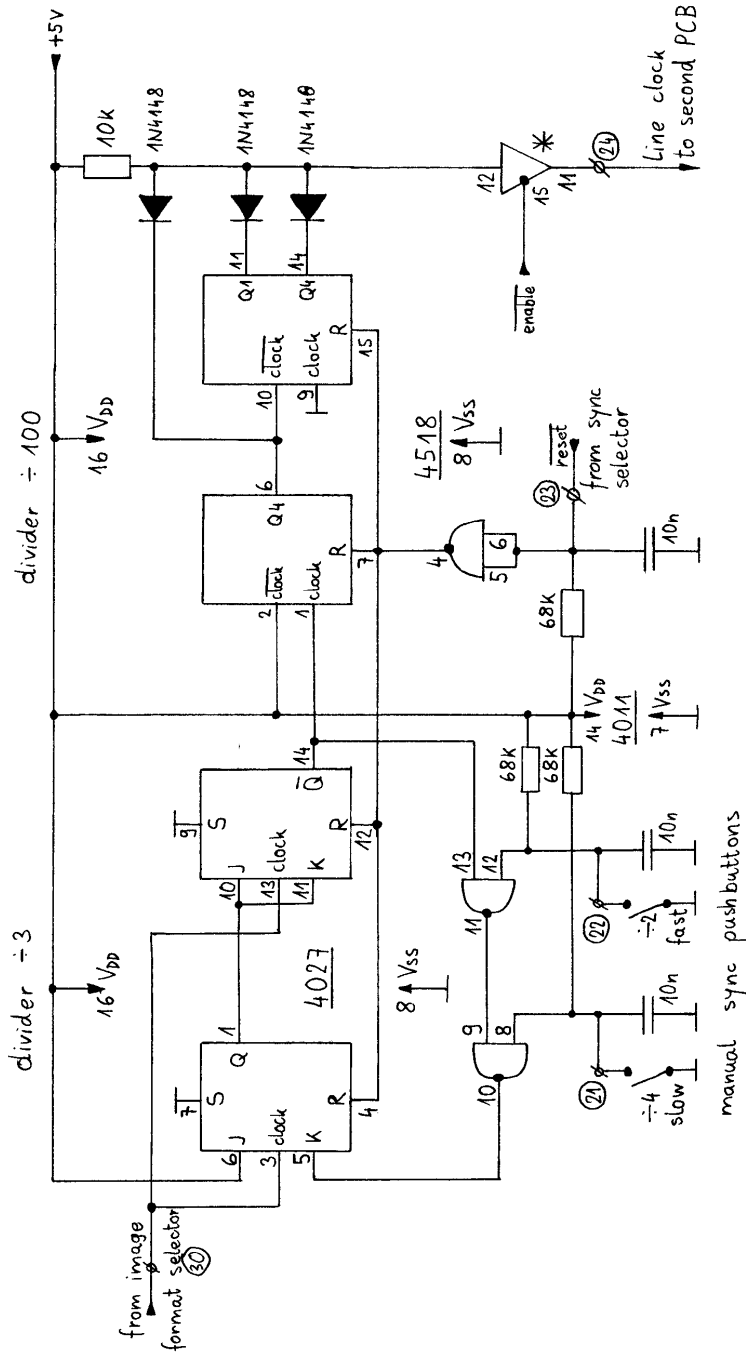 divider ÷3
divider ÷ 100
+5V
16 VDD
16 VDD
10K
1N4148
1N4148
1N4148
from image
format selector
30
6
J
3
clock
5
K
7
S
Q
1
R
4
4027
8 VSS
10
J
13
clock
11
K
9
S
Q
14
R
12
2
clock
1
clock
Q4
6
R
7
10
clock
9
clock
Q1
11
Q4
14
R
15
4518
8 VSS
4
5
6
23
reset
from sync
selector
10n
68K
14 VDD
4011
7 VSS
68K
68K
13
12
11
9
8
10
22
÷2
fast
10n
21
÷4
slow
10n
manual sync pushbuttons
12
15
*
11
24
enable
Line clock
to second PCB